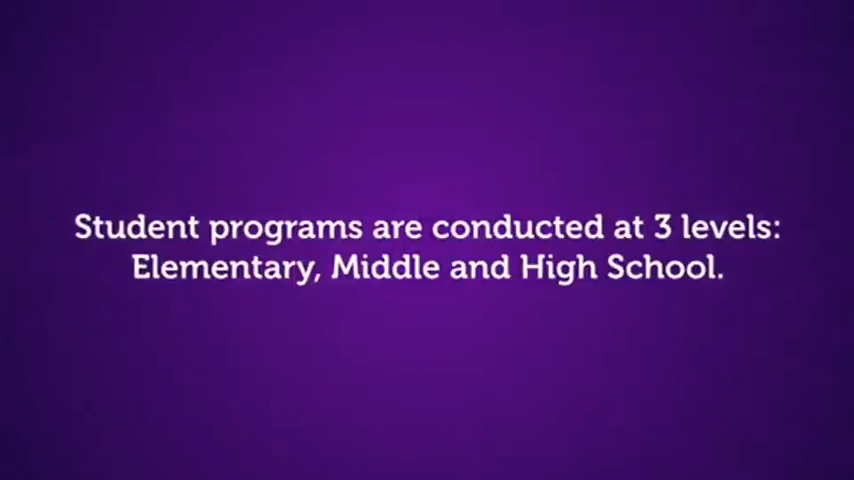 Student programs are conducted at 3 levels:
Elementary, Middle and High School.